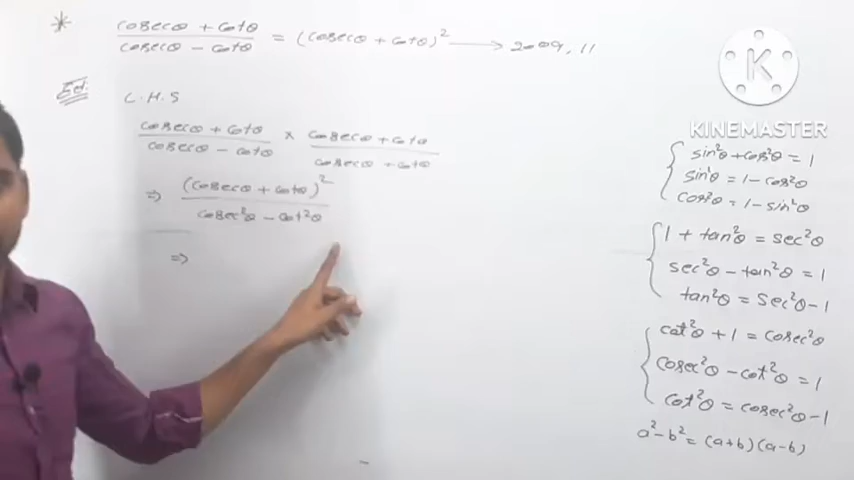 * cosecθ + cotθ / cosecθ - cotθ = (cosecθ + cotθ)² → 2009, 11
Sol.
L.H.S
cosecθ + cotθ / cosecθ - cotθ × cosecθ + cotθ / cosecθ + cotθ
⇒ (cosecθ + cotθ)² / cosec²θ - cot²θ
⇒
K
KINEMASTER
sin²θ + cos²θ = 1
sin²θ = 1 - cos²θ
cos²θ = 1 - sin²θ
1 + tan²θ = sec²θ
sec²θ - tan²θ = 1
tan²θ = sec²θ - 1
cot²θ + 1 = cosec²θ
cosec²θ - cot²θ = 1
cot²θ = cosec²θ - 1
a² - b² = (a+b) (a-b)